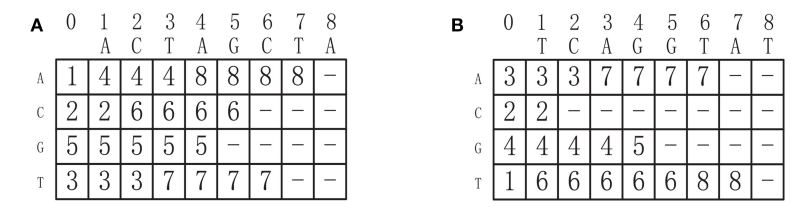 A 0 1 2 3 4 5 6 7 8
A C T A G C T A
A 1 4 4 4 8 8 8 8 −
C 2 2 6 6 6 6 − − −
G 5 5 5 5 5 − − − −
T 3 3 3 7 7 7 7 − −
B 0 1 2 3 4 5 6 7 8
T C A G G T A T
A 3 3 3 7 7 7 7 − −
C 2 2 − − − − − − −
G 4 4 4 4 5 − − − −
T 1 6 6 6 6 6 8 8 −